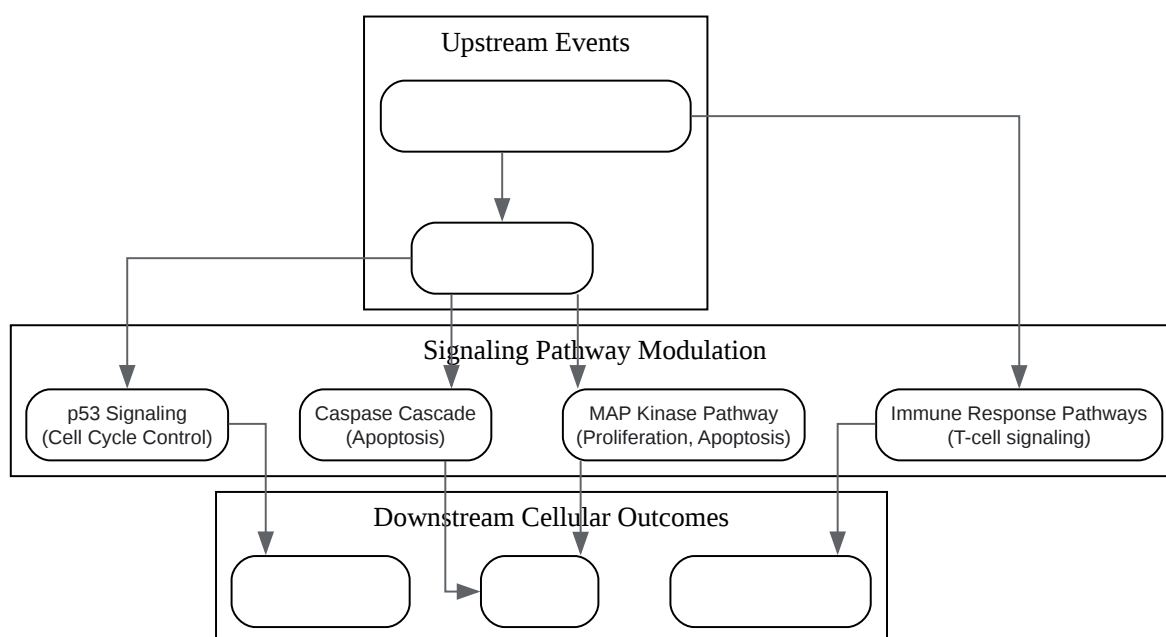 Upstream Events
Signaling Pathway Modulation
p53 Signaling
(Cell Cycle Control)
Caspase Cascade
(Apoptosis)
MAP Kinase Pathway
(Proliferation, Apoptosis)
Immune Response Pathways
(T-cell signaling)
Downstream Cellular Outcomes